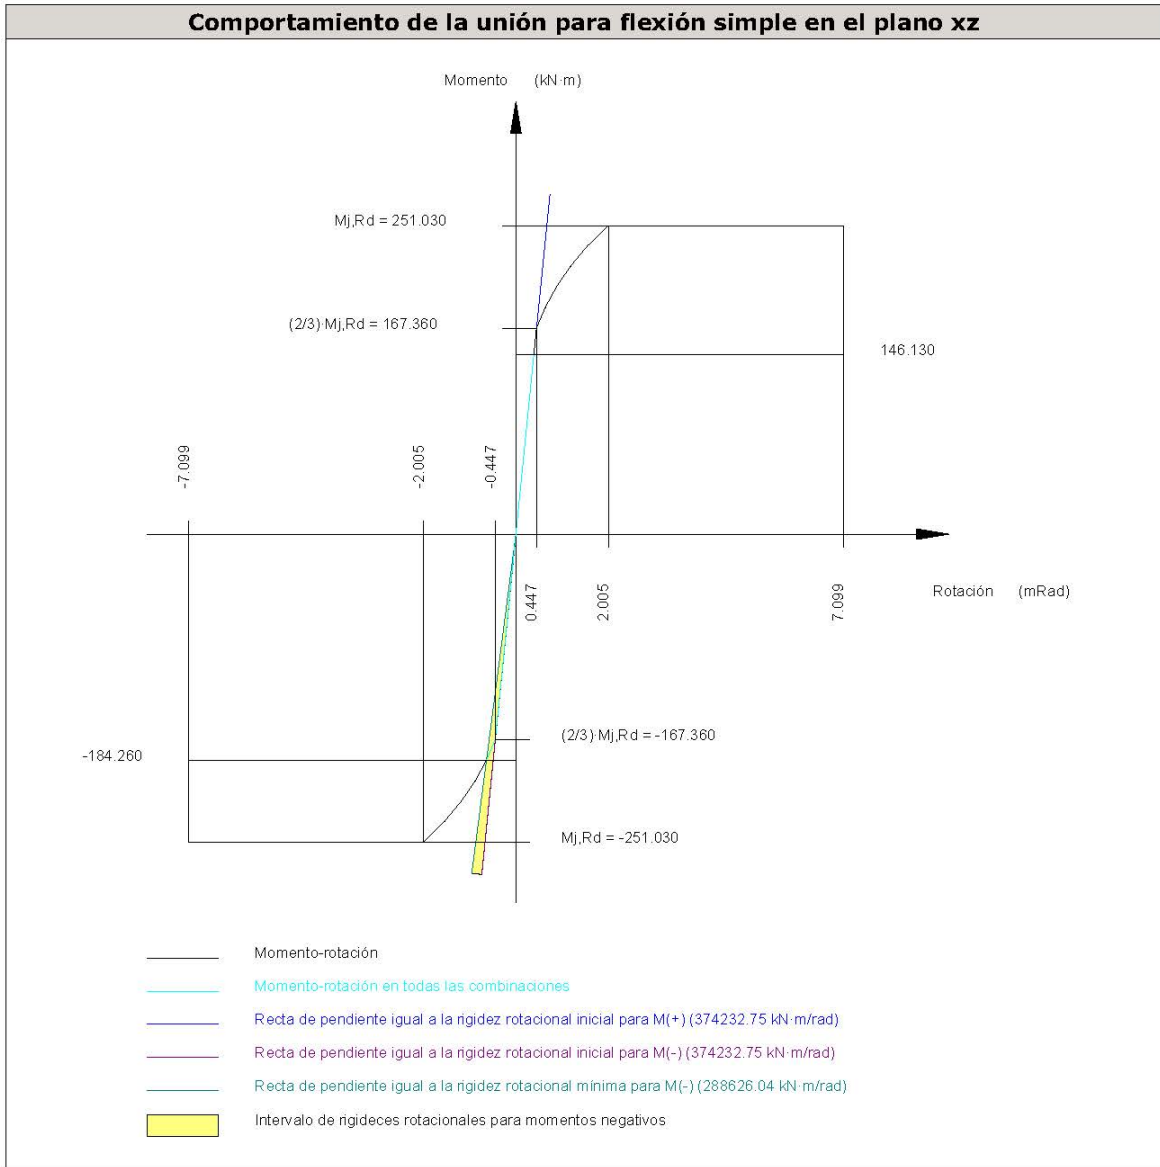 Comportamiento de la unión para flexión simple en el plano xz
Momento (kN·m)
Mj,Rd = 251.030
(2/3)·Mj,Rd = 167.360
146.130
-7.099
-2.005
-0.447
0.447
2.005
7.099
Rotación (mRad)
(2/3)·Mj,Rd = -167.360
-184.260
Mj,Rd = -251.030
Momento-rotación
Momento-rotación en todas las combinaciones
Recta de pendiente igual a la rigidez rotacional inicial para M(+) (374232.75 kN·m/rad)
Recta de pendiente igual a la rigidez rotacional inicial para M(-) (374232.75 kN·m/rad)
Recta de pendiente igual a la rigidez rotacional mínima para M(-) (288626.04 kN·m/rad)
Intervalo de rigideces rotacionales para momentos negativos